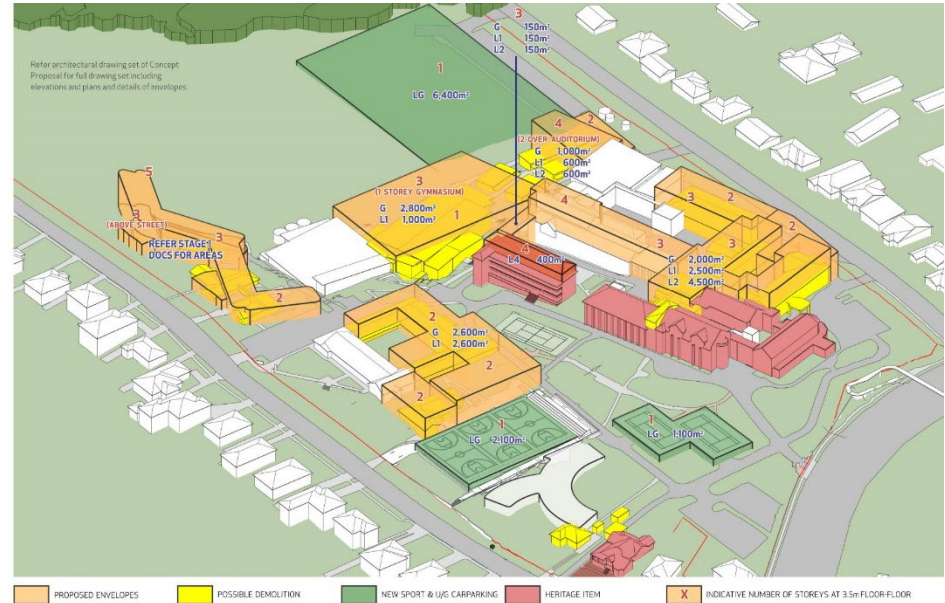 Refer architectural drawing set of Concept
Proposal for full drawing set including
elevations and plans and details of envelopes.
3
G 150m²
L1 150m²
L2 150m²
1
LG 6,400m²
4
2
(2 OVER AUDITORIUM)
G 1,000m²
L1 600m²
L2 600m²
5
3
(ABOVE STREET)
3
REFER STAGE 1
DOCS FOR AREAS
2
3
(1 STOREY GYMNASIUM)
G 2,800m²
L1 1,000m²
1
4
4
L4 400m²
3
2
2
3
3
G 2,000m²
L1 2,500m²
L2 4,500m²
2
G 2,600m²
L1 2,600m²
2
2
1
LG 2,100m²
1
LG 1,100m²
PROPOSED ENVELOPES
POSSIBLE DEMOLITION
NEW SPORT & U/G CARPARKING
HERITAGE ITEM
X INDICATIVE NUMBER OF STOREYS AT 3.5m FLOOR-FLOOR